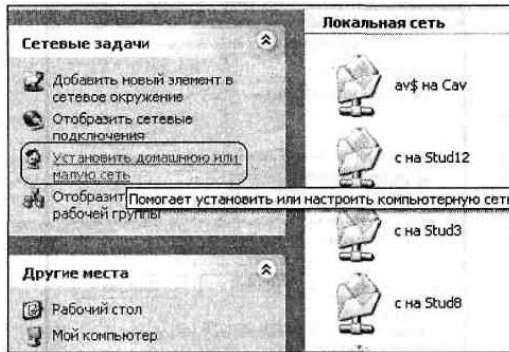 Сетевые задачи
Добавить новый элемент в
сетевое окружение
Отобразить сетевые
подключения
Установить домашнюю или
малую сеть
Отобразит
рабочей группы
Помогает установить или настроить компьютерную сеть
Другие места
Рабочий стол
Мой компьютер
Локальная сеть
av$ на Cav
с на Stud12
с на Stud3
с на Stud8